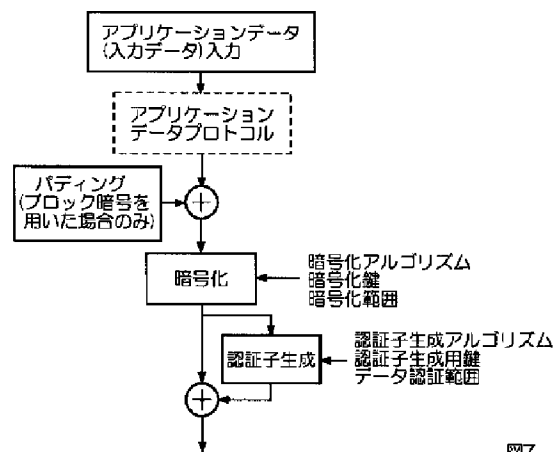 アプリケーションデータ
(入力データ)入力
アプリケーション
データプロトコル
パディング
(ブロック暗号を
用いた場合のみ)
暗号化
暗号化アルゴリズム
暗号化鍵
暗号化範囲
認証子生成
認証子生成アルゴリズム
認証子生成用鍵
データ認証範囲
図7